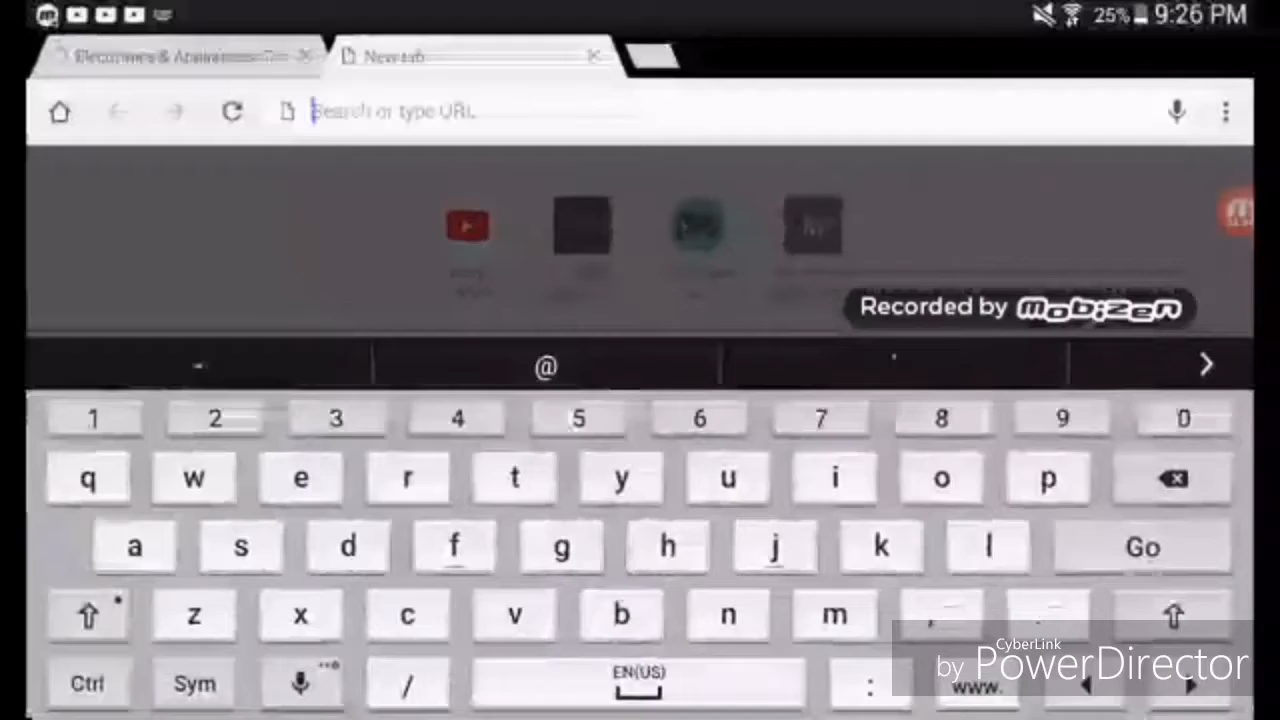 25% 9:26 PM
New tab
Search or type URL
Recorded by mobizen
- @ '
1 2 3 4 5 6 7 8 9 0
q w e r t y u i o p
a s d f g h j k l Go
z x c v b n m , .
Ctrl Sym / EN(US) : www.
CyberLink
by PowerDirector